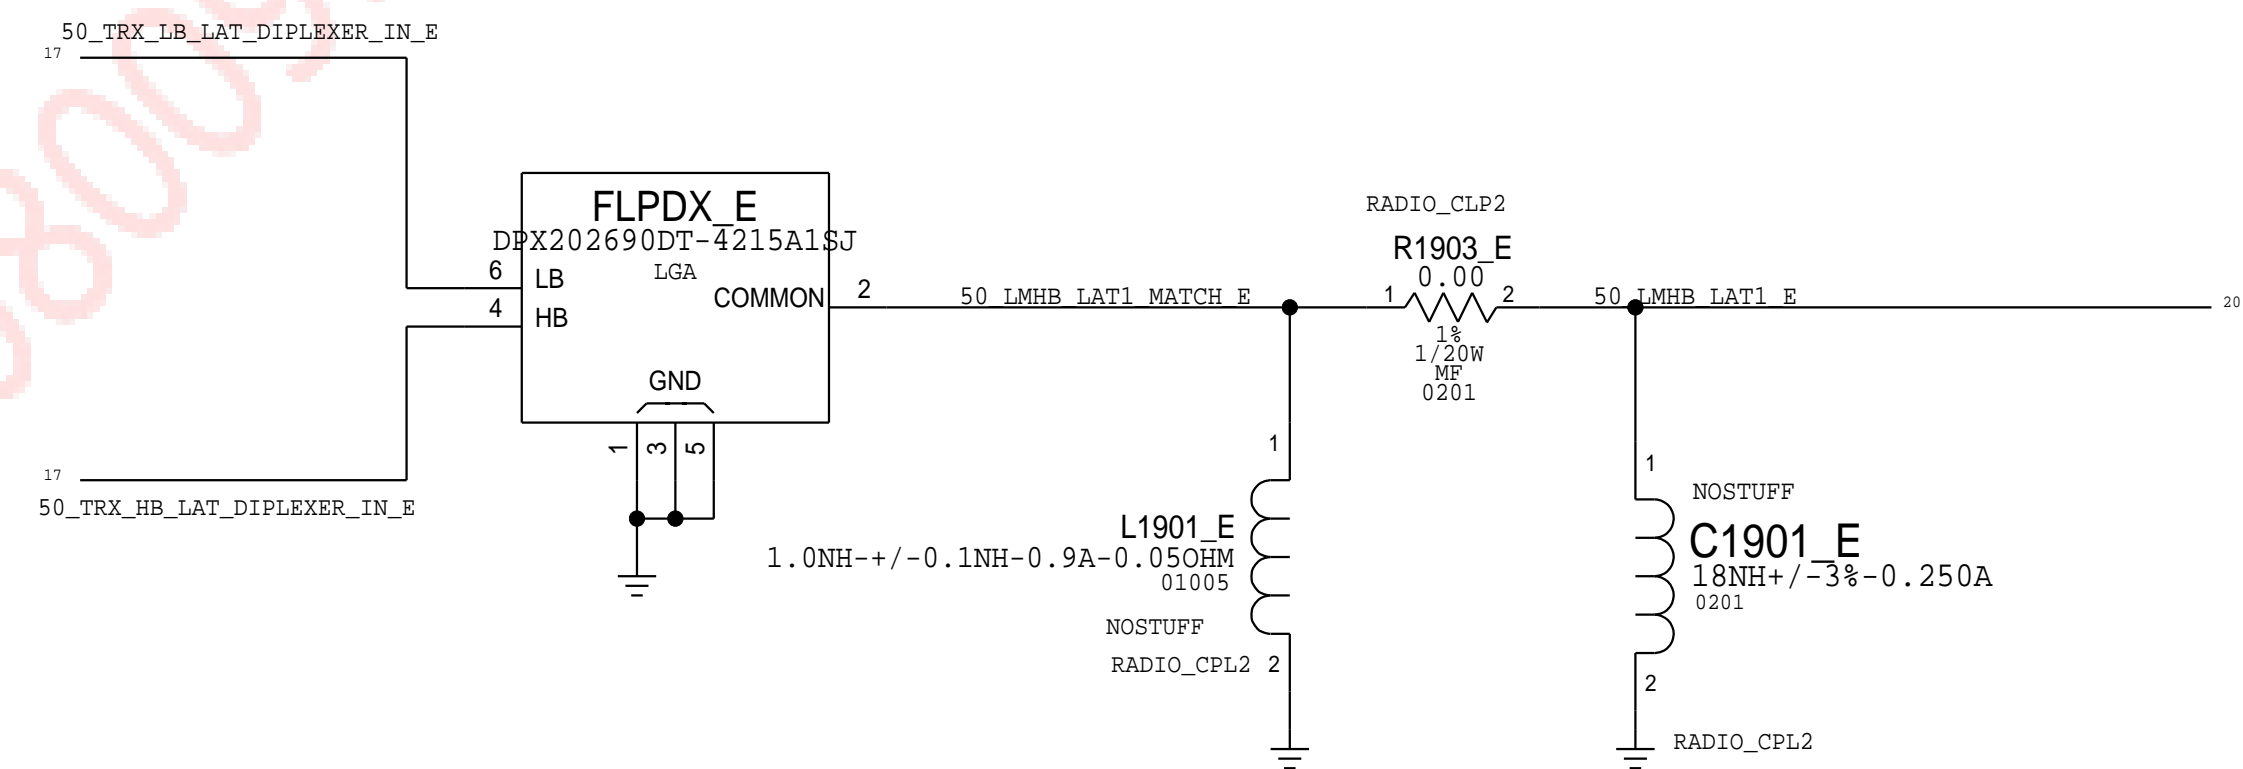 50_TRX_LB_LAT_DIPLEXER_IN_E
17
FLPDX_E
DPX202690DT-4215A1SJ
LGA
6
LB
4
HB
COMMON
2
GND
1
3
5
17
50_TRX_HB_LAT_DIPLEXER_IN_E
50_LMHB_LAT1_MATCH_E
RADIO_CLP2
R1903_E
0.00
1
2
1%
1/20W
MF
0201
50_LMHB_LAT1_E
20
1
L1901_E
1.0NH-+/-0.1NH-0.9A-0.05OHM
01005
NOSTUFF
RADIO_CPL2
2
1
NOSTUFF
C1901_E
18NH+/-3%-0.250A
0201
2
RADIO_CPL2